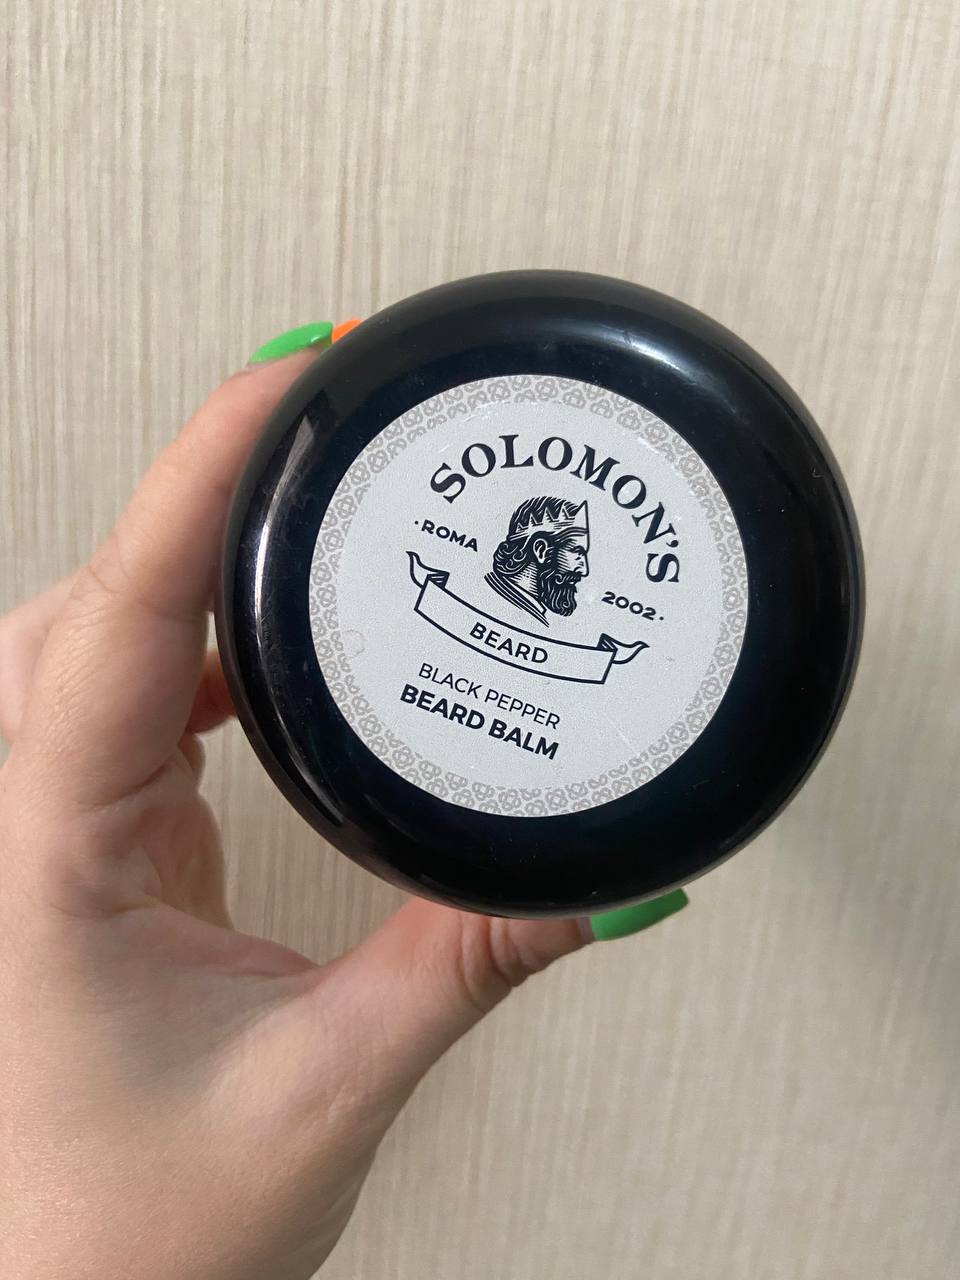 SOLOMON'S
·ROMA
2002·
BEARD
BLACK PEPPER
BEARD BALM